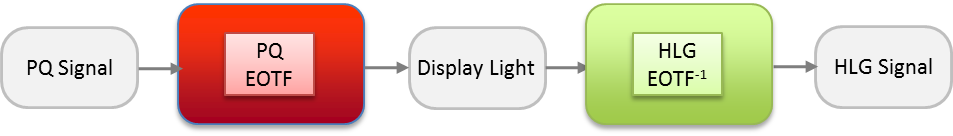 PQ Signal
PQ
EOTF
Display Light
HLG
EOTF-1
HLG Signal